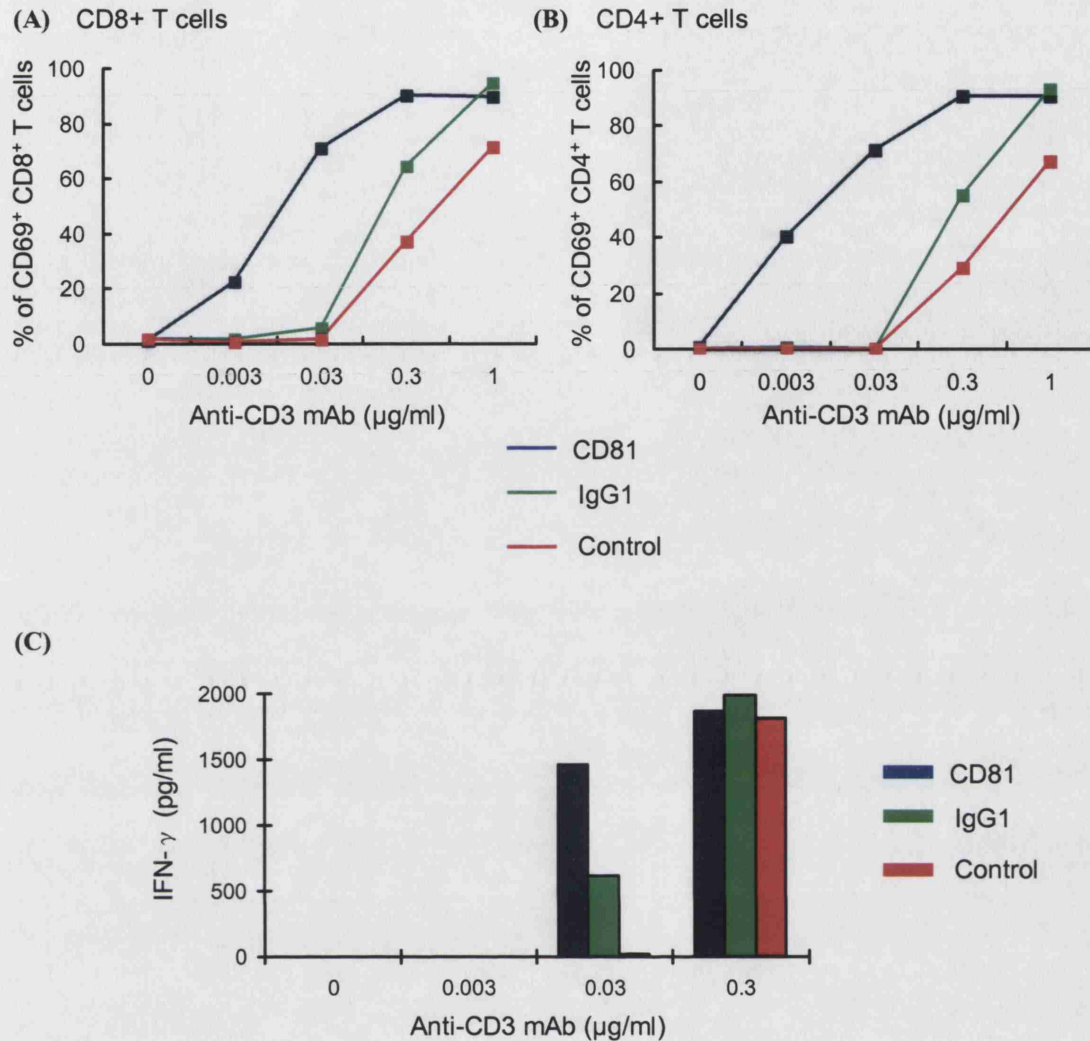 (A) CD8+ T cells
% of CD69⁺ CD8⁺ T cells
100
80
60
40
20
0
0 0.003 0.03 0.3 1
Anti-CD3 mAb (µg/ml)
(B) CD4+ T cells
% of CD69⁺ CD4⁺ T cells
100
80
60
40
20
0
0 0.003 0.03 0.3 1
Anti-CD3 mAb (µg/ml)
CD81
IgG1
Control
(C)
IFN-γ (pg/ml)
2000
1500
1000
500
0
0 0.003 0.03 0.3
Anti-CD3 mAb (µg/ml)
CD81
IgG1
Control